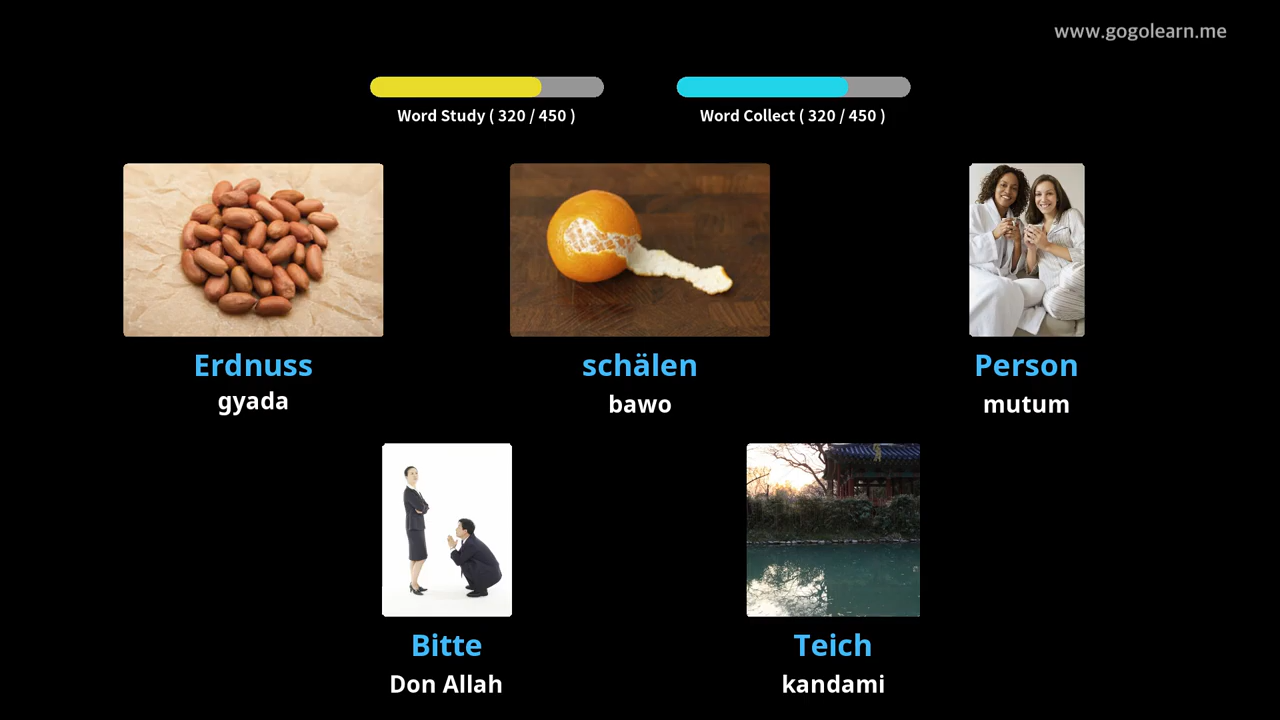 www.gogolearn.me
Word Study ( 320 / 450 )
Word Collect ( 320 / 450 )
Erdnuss
gyada
schälen
bawo
Person
mutum
Bitte
Don Allah
Teich
kandami